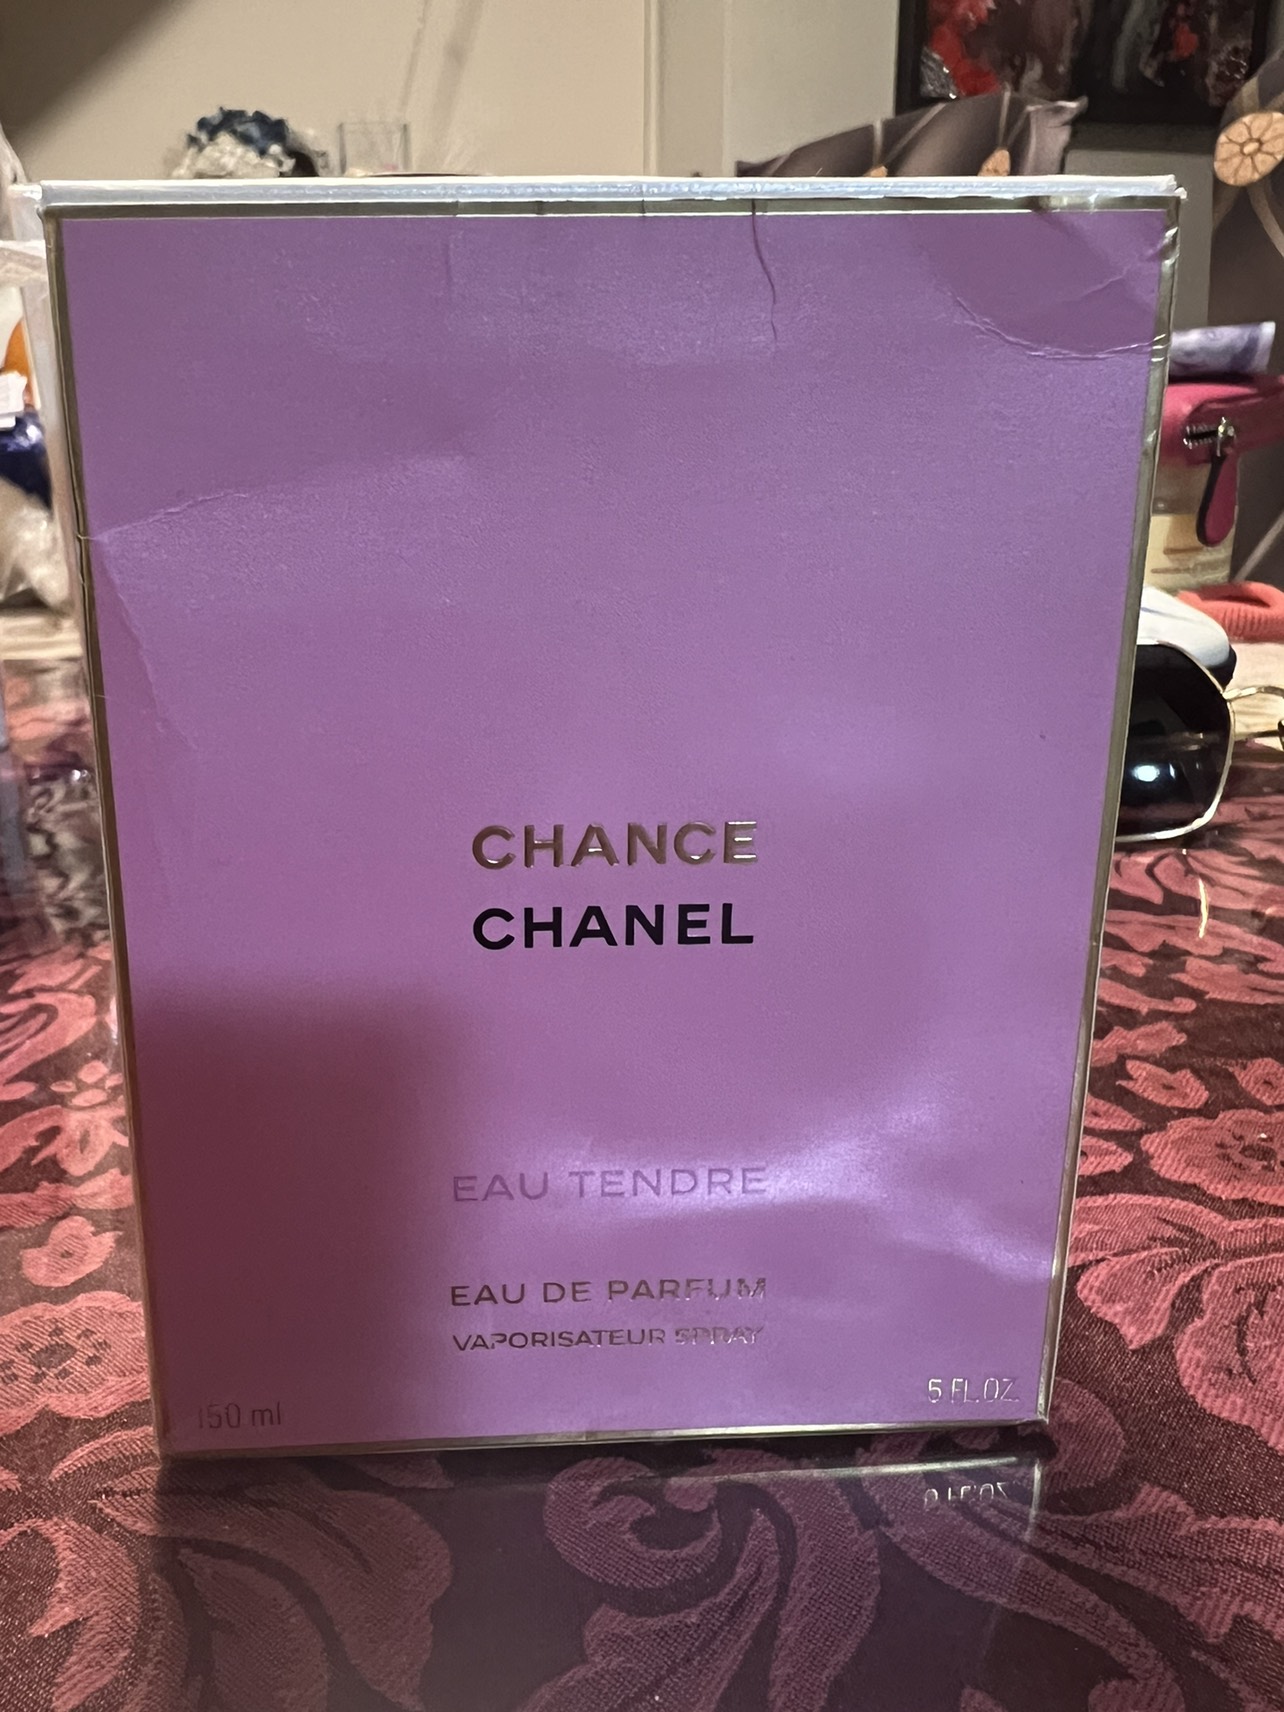 CHANCE
CHANEL
EAU TENDRE
EAU DE PARFUM
VAPORISATEUR SPRAY
150 ml
5 FL.OZ.